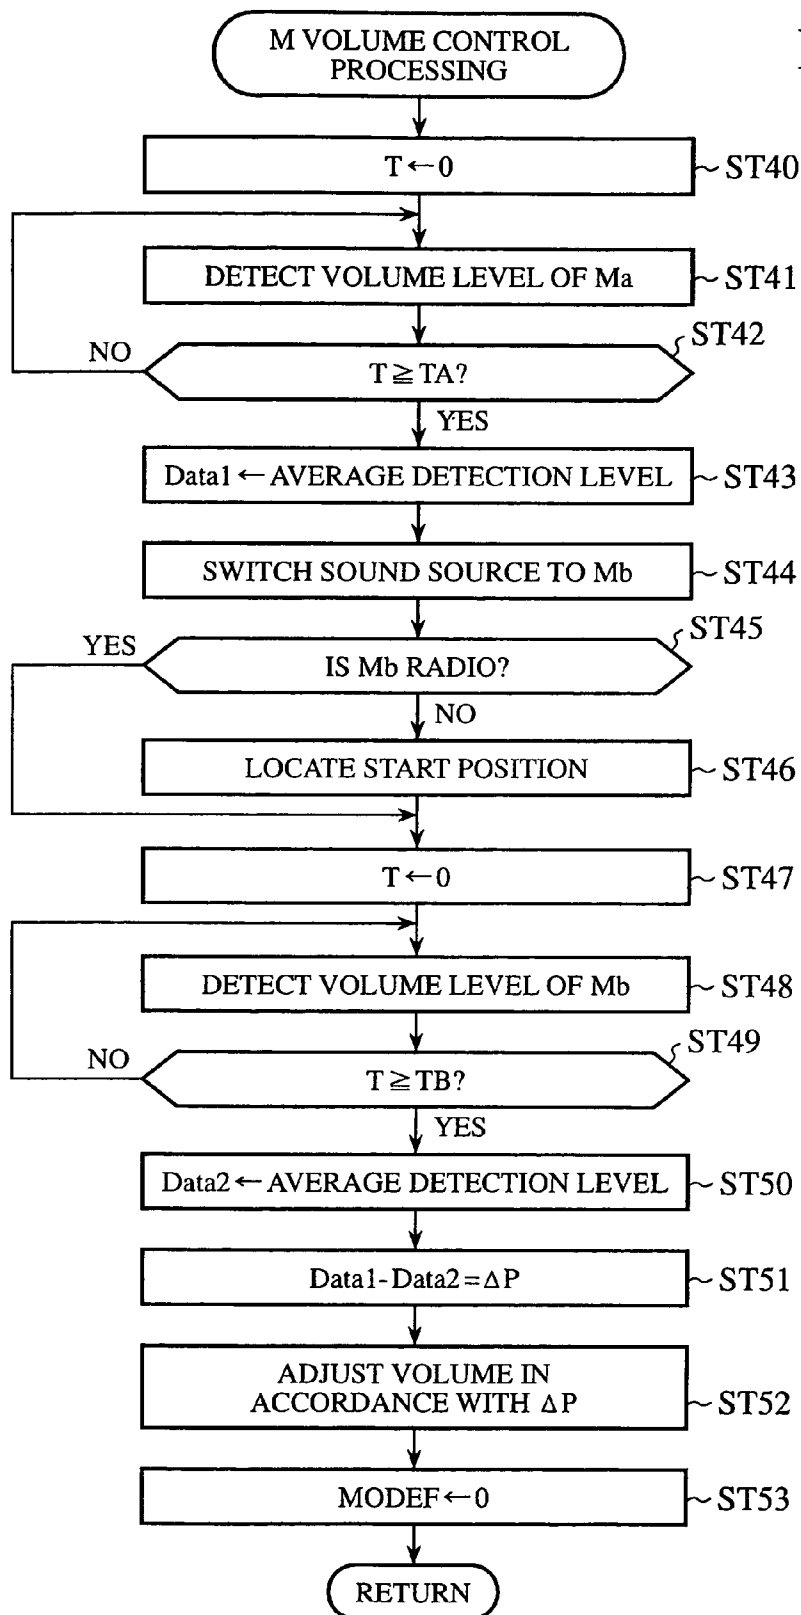 M VOLUME CONTROL
PROCESSING
T←0
~ST40
DETECT VOLUME LEVEL OF Ma
~ST41
ST42
NO
T≧TA?
YES
Data1←AVERAGE DETECTION LEVEL
~ST43
SWITCH SOUND SOURCE TO Mb
~ST44
ST45
YES
IS Mb RADIO?
NO
LOCATE START POSITION
~ST46
T←0
~ST47
DETECT VOLUME LEVEL OF Mb
~ST48
ST49
NO
T≧TB?
YES
Data2←AVERAGE DETECTION LEVEL
~ST50
Data1-Data2=ΔP
~ST51
ADJUST VOLUME IN
ACCORDANCE WITH ΔP
~ST52
MODEF←0
~ST53
RETURN